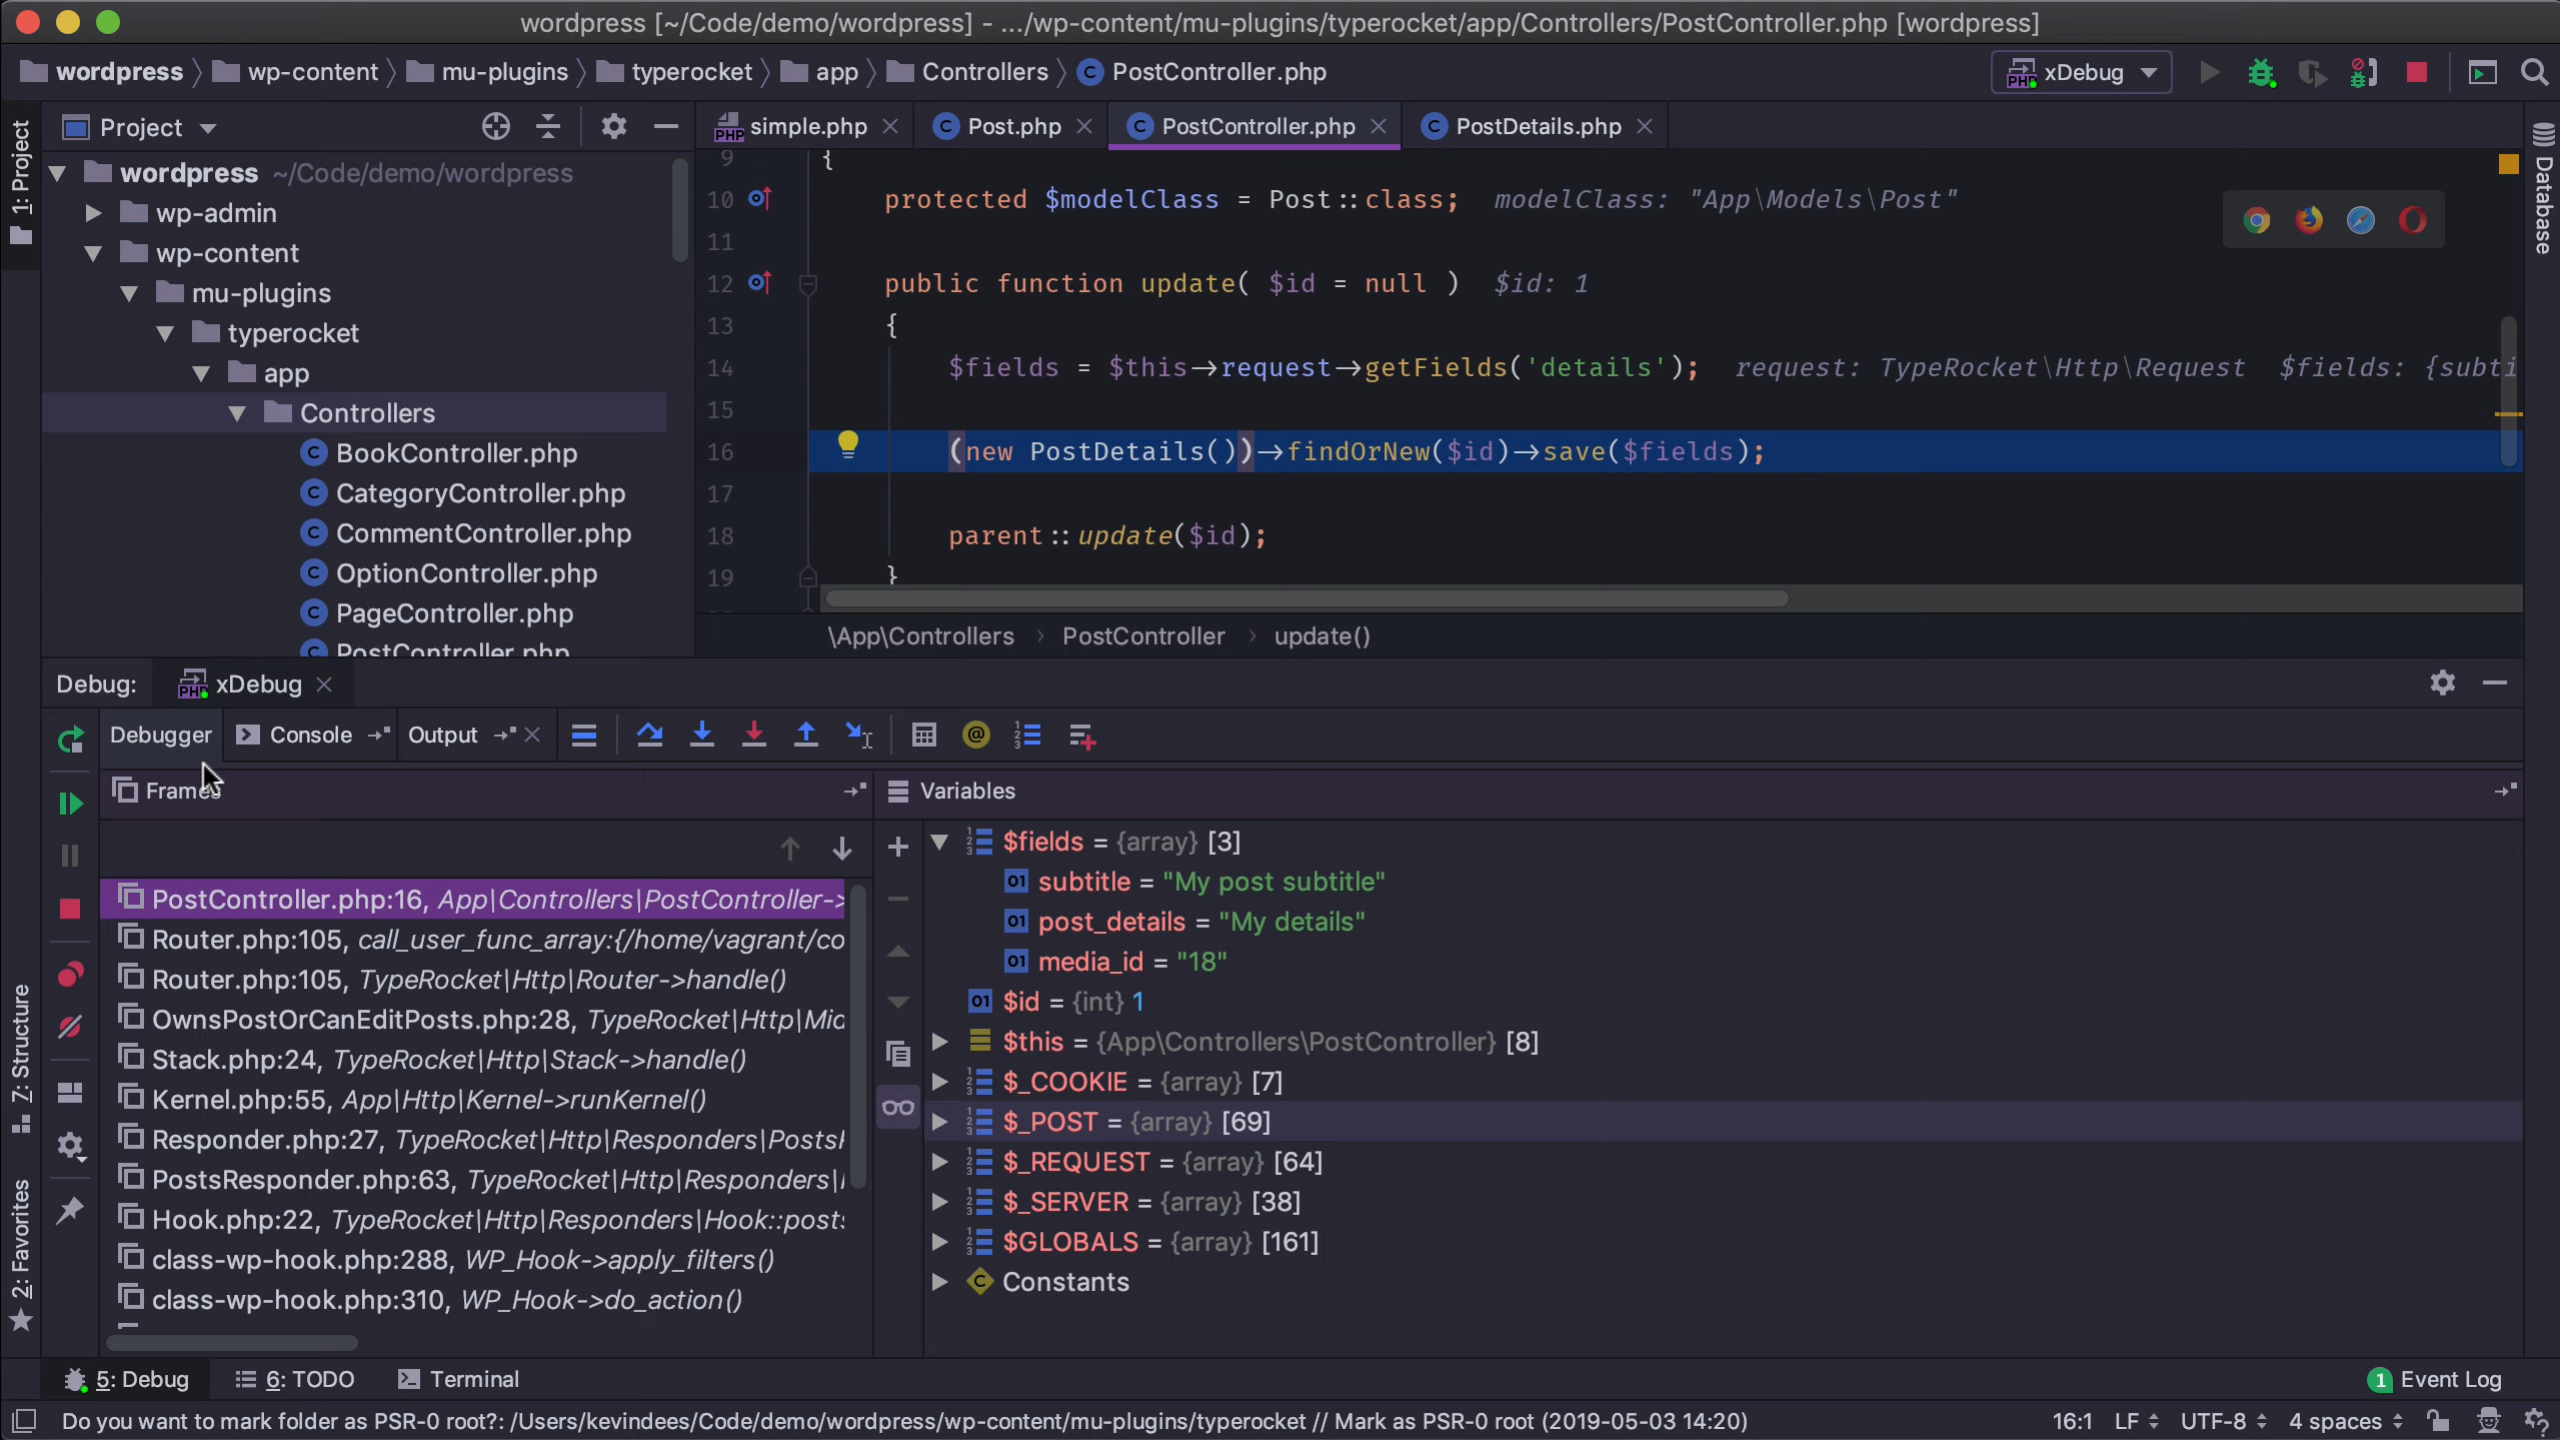 wordpress [~/Code/demo/wordpress] - .../wp-content/mu-plugins/typerocket/app/Controllers/PostController.php [wordpress]
wordpress wp-content mu-plugins typerocket app Controllers PostController.php
xDebug
1: Project
Project
simple.php
Post.php
PostController.php
PostDetails.php
Database
wordpress ~/Code/demo/wordpress
wp-admin
wp-content
mu-plugins
typerocket
app
Controllers
BookController.php
CategoryController.php
CommentController.php
OptionController.php
PageController.php
PostController.php
9 {
10 protected $modelClass = Post::class; modelClass: "App\Models\Post"
11
12 public function update( $id = null ) $id: 1
13 {
14 $fields = $this→request→getFields('details'); request: TypeRocket\Http\Request $fields: {subti
15
16 (new PostDetails())→findOrNew($id)→save($fields);
17
18 parent::update($id);
19 }
\App\Controllers › PostController › update()
Debug: xDebug
Debugger Console Output
Frames
PostController.php:16, App\Controllers\PostController->
Router.php:105, call_user_func_array:{/home/vagrant/co
Router.php:105, TypeRocket\Http\Router->handle()
OwnsPostOrCanEditPosts.php:28, TypeRocket\Http\Mid
Stack.php:24, TypeRocket\Http\Stack->handle()
Kernel.php:55, App\Http\Kernel->runKernel()
Responder.php:27, TypeRocket\Http\Responders\Posts
PostsResponder.php:63, TypeRocket\Http\Responders\
Hook.php:22, TypeRocket\Http\Responders\Hook::posts
class-wp-hook.php:288, WP_Hook->apply_filters()
class-wp-hook.php:310, WP_Hook->do_action()
Variables
$fields = {array} [3]
subtitle = "My post subtitle"
post_details = "My details"
media_id = "18"
$id = {int} 1
$this = {App\Controllers\PostController} [8]
$_COOKIE = {array} [7]
$_POST = {array} [69]
$_REQUEST = {array} [64]
$_SERVER = {array} [38]
$GLOBALS = {array} [161]
Constants
7: Structure
2: Favorites
5: Debug
6: TODO
Terminal
1 Event Log
Do you want to mark folder as PSR-0 root?: /Users/kevindees/Code/demo/wordpress/wp-content/mu-plugins/typerocket // Mark as PSR-0 root (2019-05-03 14:20)
16:1 LF UTF-8 4 spaces